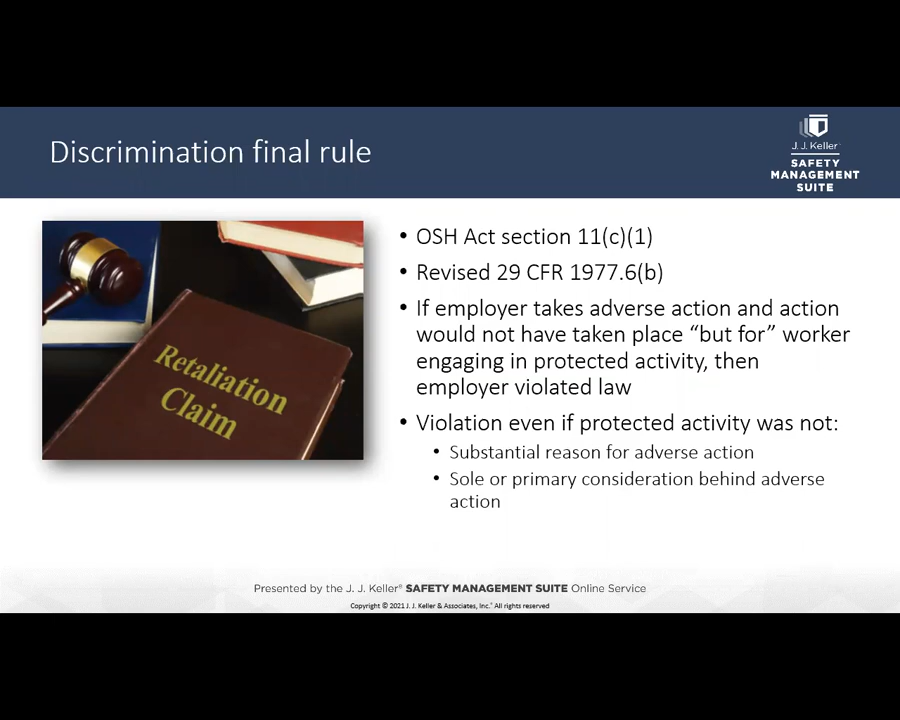 Discrimination final rule
J. J. Keller
SAFETY
MANAGEMENT
SUITE
Retaliation
Claim
• OSH Act section 11(c)(1)
• Revised 29 CFR 1977.6(b)
• If employer takes adverse action and action
would not have taken place “but for” worker
engaging in protected activity, then
employer violated law
• Violation even if protected activity was not:
• Substantial reason for adverse action
• Sole or primary consideration behind adverse
action
Presented by the J. J. Keller® SAFETY MANAGEMENT SUITE Online Service
Copyright © 2021 J. J. Keller & Associates, Inc.® All rights reserved